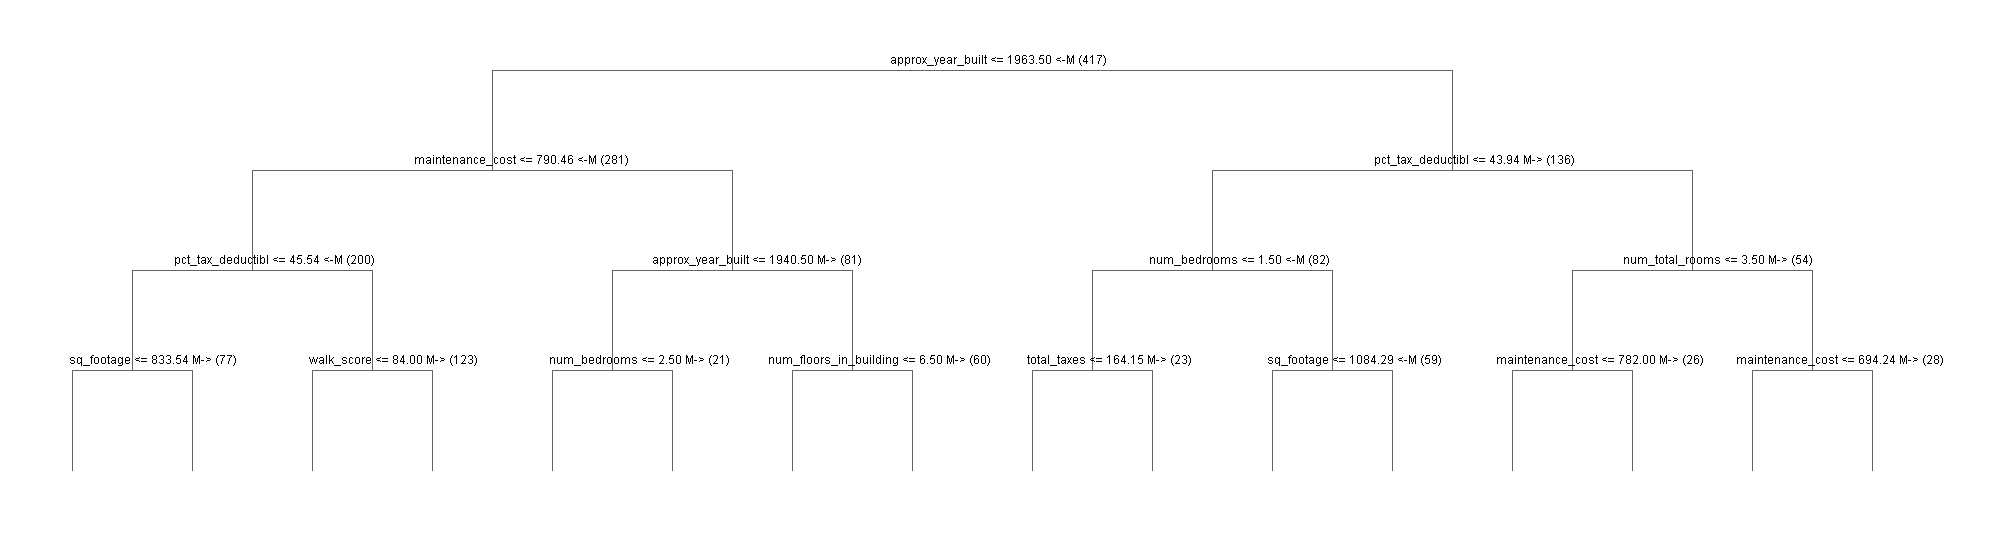 approx_year_built <= 1963.50 <-M (417)
maintenance_cost <= 790.46 <-M (281)
pct_tax_deductibl <= 43.94 M-> (136)
pct_tax_deductibl <= 45.54 <-M (200)
approx_year_built <= 1940.50 M-> (81)
num_bedrooms <= 1.50 <-M (82)
num_total_rooms <= 3.50 M-> (54)
sq_footage <= 833.54 M-> (77)
walk_score <= 84.00 M-> (123)
num_bedrooms <= 2.50 M-> (21)
num_floors_in_building <= 6.50 M-> (60)
total_taxes <= 164.15 M-> (23)
sq_footage <= 1084.29 <-M (59)
maintenance_cost <= 782.00 M-> (26)
maintenance_cost <= 694.24 M-> (28)